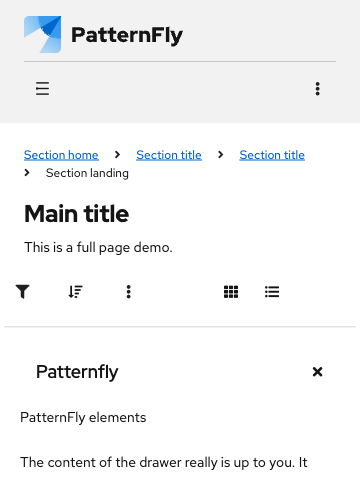 PatternFly
Section home
Section title
Section title
Section landing
Main title
This is a full page demo.
Patternfly
PatternFly elements
The content of the drawer really is up to you. It